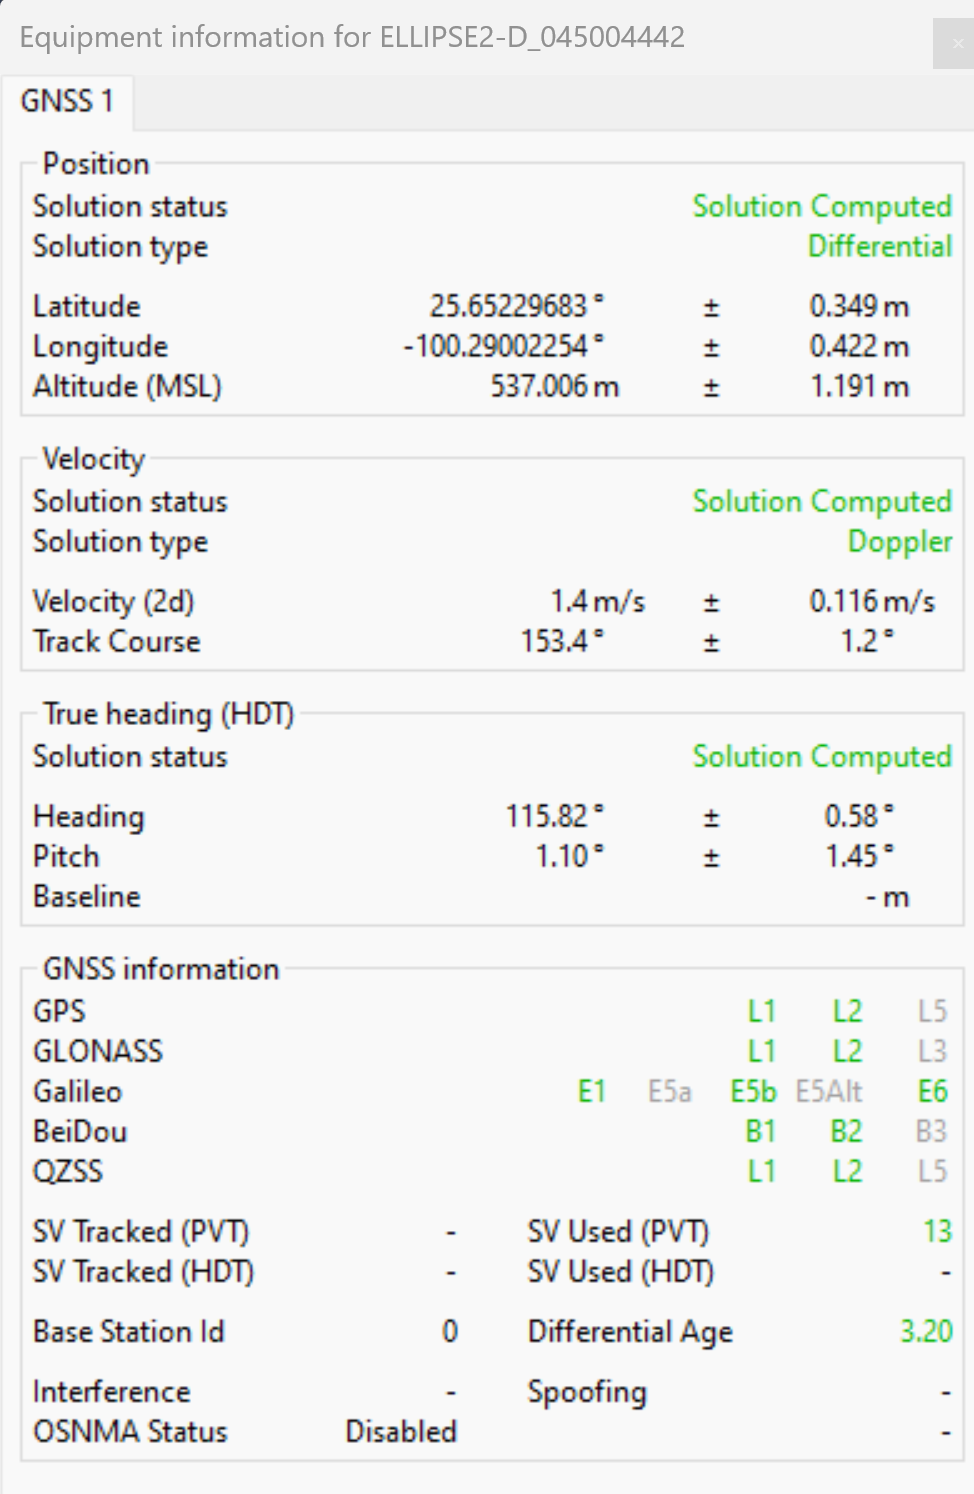 Equipment information for ELLIPSE2-D_045004442
×
GNSS 1
Position
Solution status Solution Computed
Solution type Differential
Latitude 25.65229683 ° ± 0.349 m
Longitude -100.29002254 ° ± 0.422 m
Altitude (MSL) 537.006 m ± 1.191 m
Velocity
Solution status Solution Computed
Solution type Doppler
Velocity (2d) 1.4 m/s ± 0.116 m/s
Track Course 153.4 ° ± 1.2 °
True heading (HDT)
Solution status Solution Computed
Heading 115.82 ° ± 0.58 °
Pitch 1.10 ° ± 1.45 °
Baseline - m
GNSS information
GPS L1 L2 L5
GLONASS L1 L2 L3
Galileo E1 E5a E5b E5Alt E6
BeiDou B1 B2 B3
QZSS L1 L2 L5
SV Tracked (PVT) - SV Used (PVT) 13
SV Tracked (HDT) - SV Used (HDT) -
Base Station Id 0 Differential Age 3.20
Interference - Spoofing -
OSNMA Status Disabled -